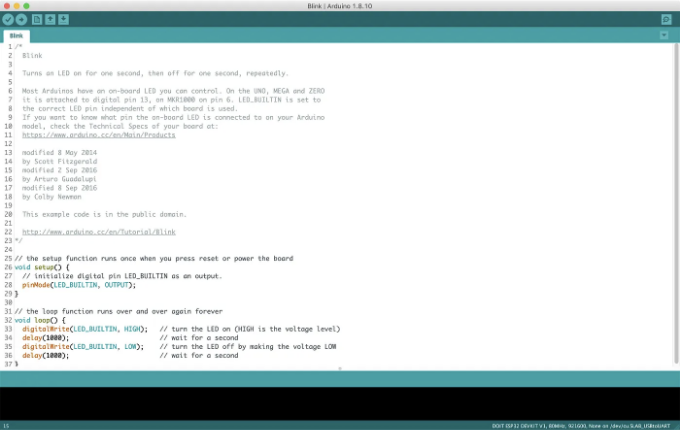 Blink | Arduino 1.8.10
Blink
1 /*
2 Blink
3
4 Turns an LED on for one second, then off for one second, repeatedly.
5
6 Most Arduinos have an on-board LED you can control. On the UNO, MEGA and ZERO
7 it is attached to digital pin 13, on MKR1000 on pin 6. LED_BUILTIN is set to
8 the correct LED pin independent of which board is used.
9 If you want to know what pin the on-board LED is connected to on your Arduino
10 model, check the Technical Specs of your board at:
11 https://www.arduino.cc/en/Main/Products
12
13 modified 8 May 2014
14 by Scott Fitzgerald
15 modified 2 Sep 2016
16 by Arturo Guadalupi
17 modified 8 Sep 2016
18 by Colby Newman
19
20 This example code is in the public domain.
21
22 http://www.arduino.cc/en/Tutorial/Blink
23 */
24
25 // the setup function runs once when you press reset or power the board
26 void setup() {
27 // initialize digital pin LED_BUILTIN as an output.
28 pinMode(LED_BUILTIN, OUTPUT);
29 }
30
31 // the loop function runs over and over again forever
32 void loop() {
33 digitalWrite(LED_BUILTIN, HIGH); // turn the LED on (HIGH is the voltage level)
34 delay(1000); // wait for a second
35 digitalWrite(LED_BUILTIN, LOW); // turn the LED off by making the voltage LOW
36 delay(1000); // wait for a second
37 }
DOIT ESP32 DEVKIT V1, 80MHz, 921600, None on /dev/cu.SLAB_USBtoUART